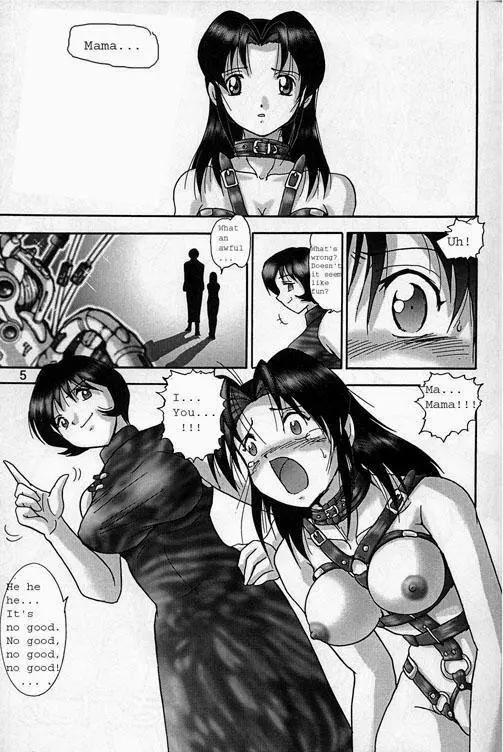 Mama...
What
an
awful
...
What's
wrong?
Doesn't
it seem
like
fun?
Uh!
5
I...
You...
!!!
Ma...
Mama!!!
He he
he...
It's
no good.
No good,
no good,
no good!
....